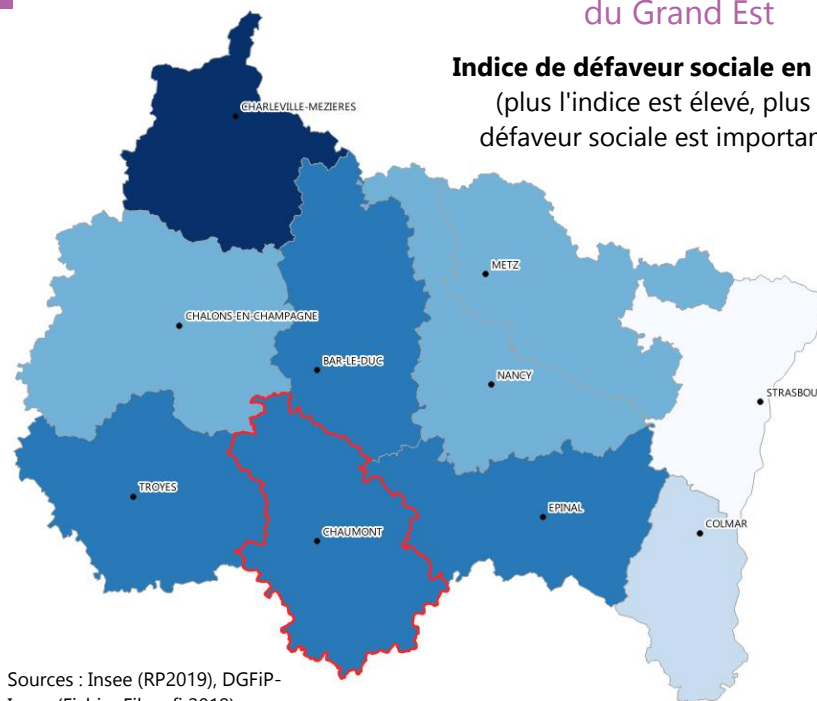 du Grand Est
Indice de défaveur sociale en
(plus l'indice est élevé, plus
défaveur sociale est importan
CHARLEVILLE-MEZIERES
METZ
CHALONS-EN-CHAMPAGNE
BAR-LE-DUC
NANCY
STRASBOU
TROYES
EPINAL
CHAUMONT
COLMAR
Sources : Insee (RP2019), DGFiP-